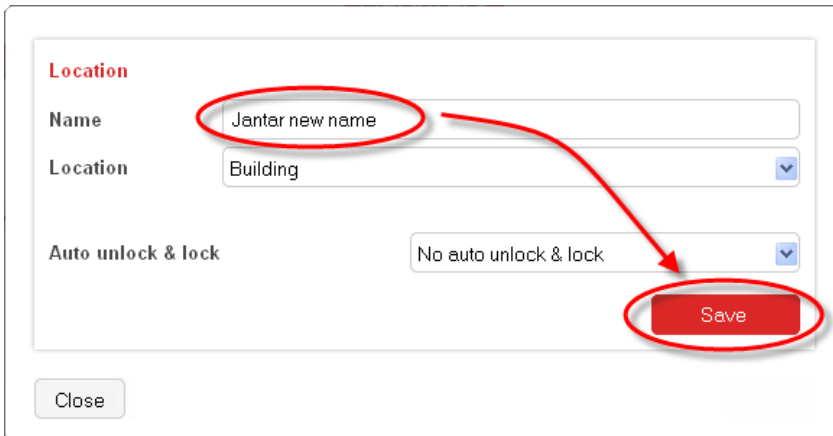 Location
Name Jantar new name
Location Building
Auto unlock & lock No auto unlock & lock
Save
Close